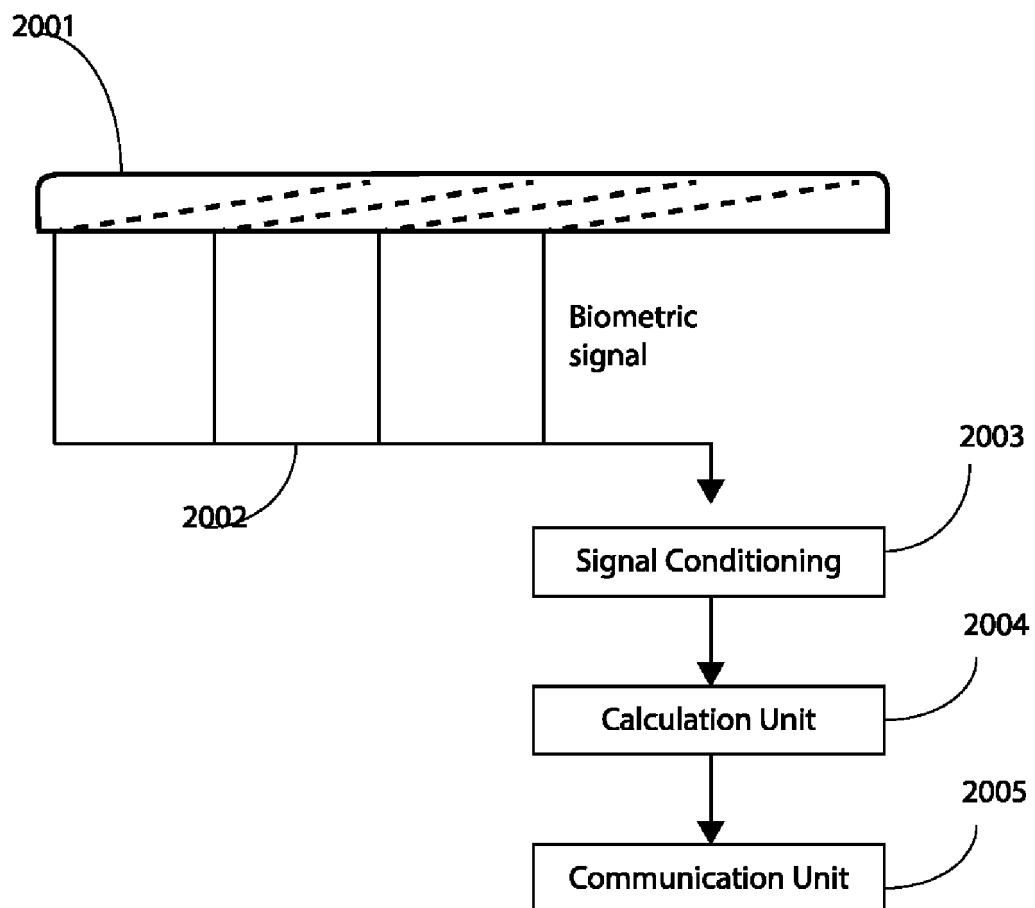 2001
Biometric
signal
2002
2003
Signal Conditioning
2004
Calculation Unit
2005
Communication Unit